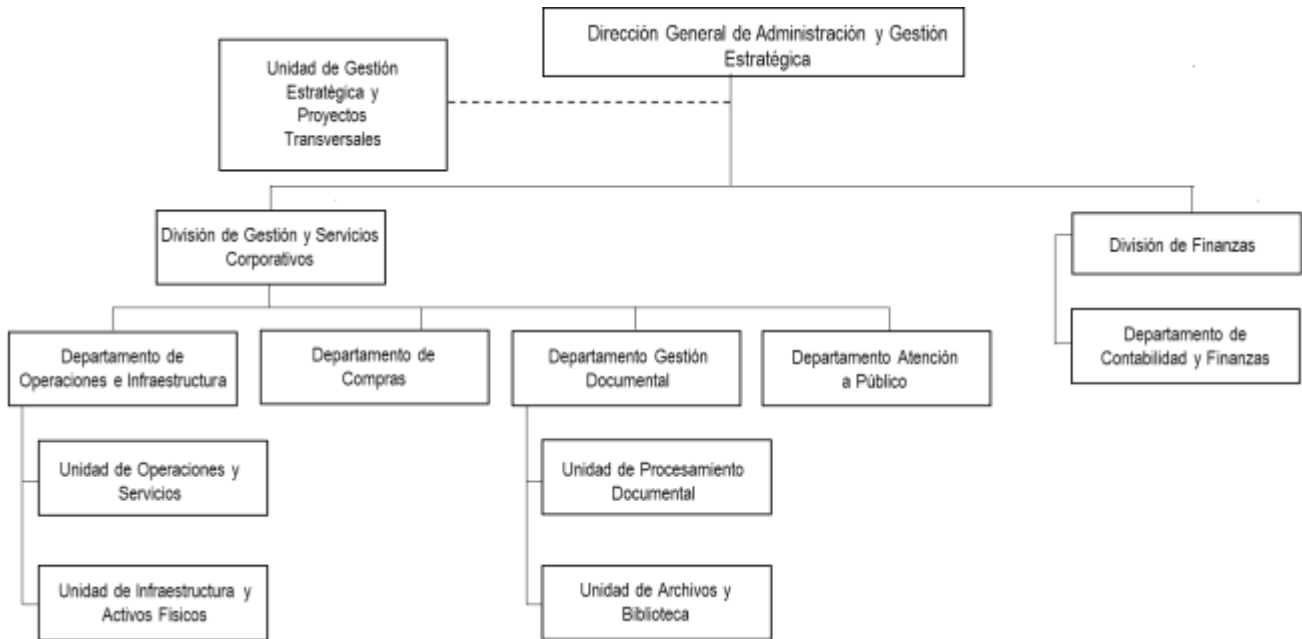 Dirección General de Administración y Gestión
Estratégica
Unidad de Gestión
Estratégica y
Proyectos
Transversales
División de Gestión y Servicios
Corporativos
División de Finanzas
Departamento de
Operaciones e Infraestructura
Departamento de
Compras
Departamento Gestión
Documental
Departamento Atención
a Público
Departamento de
Contabilidad y Finanzas
Unidad de Operaciones y
Servicios
Unidad de Procesamiento
Documental
Unidad de Infraestructura y
Activos Físicos
Unidad de Archivos y
Biblioteca